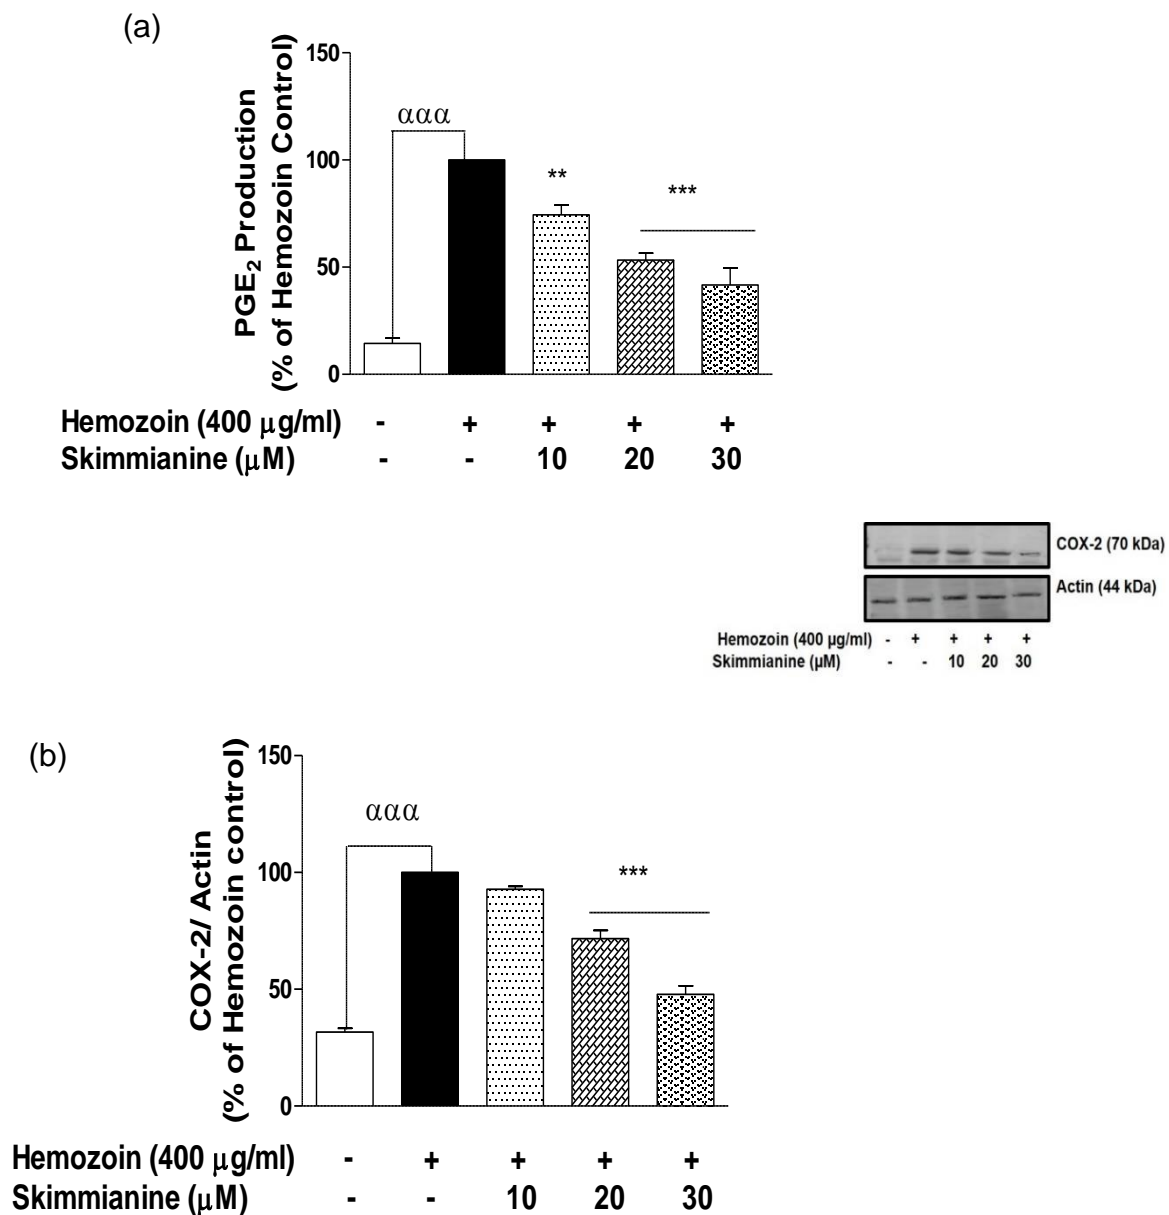 (a)
PGE2 Production
(% of Hemozoin Control)
150
100
50
0
ααα
**
***
Hemozoin (400 μg/ml) - + + + +
Skimmianine (μM) - - 10 20 30
COX-2 (70 kDa)
Actin (44 kDa)
Hemozoin (400 µg/ml) - + + + +
Skimmianine (µM) - - 10 20 30
(b)
COX-2/ Actin
(% of Hemozoin control)
150
100
50
0
ααα
***
Hemozoin (400 μg/ml) - + + + +
Skimmianine (μM) - - 10 20 30